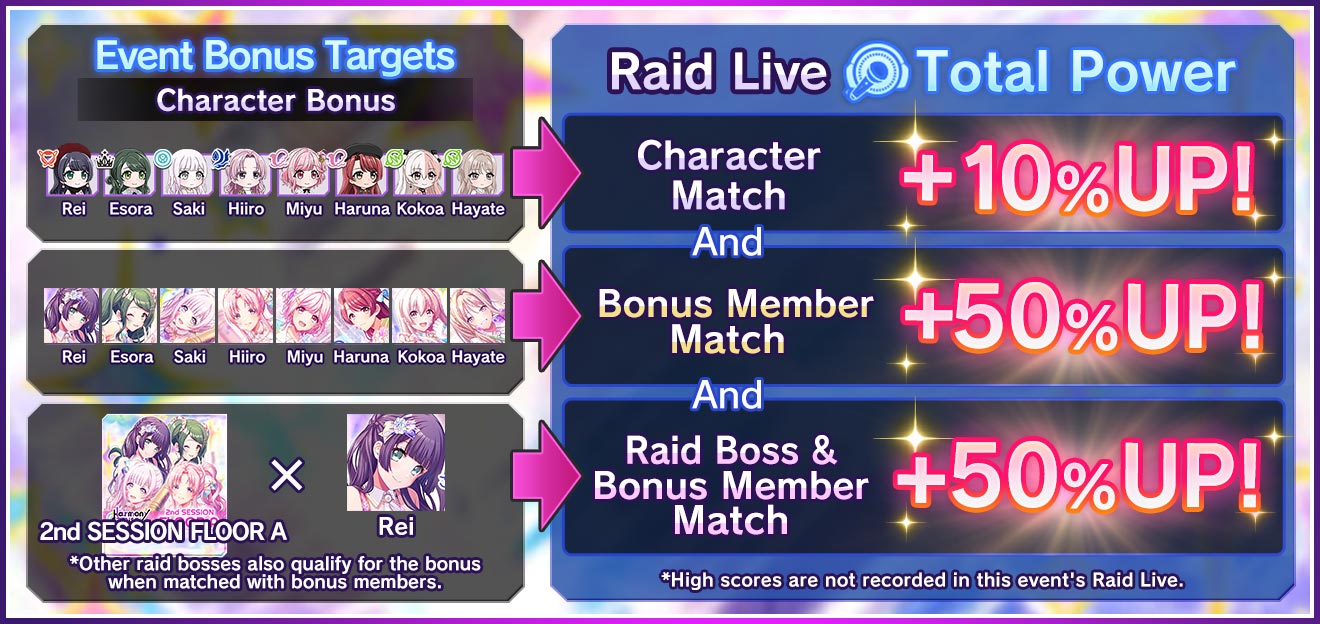 Event Bonus Targets
Character Bonus
Rei Esora Saki Hiiro Miyu Haruna Kokoa Hayate
Rei Esora Saki Hiiro Miyu Haruna Kokoa Hayate
Harmony
2nd SESSION
2nd SESSION FLOOR A
×
Rei
*Other raid bosses also qualify for the bonus
when matched with bonus members.
Raid Live Total Power
Character
Match
+10%UP!
And
Bonus Member
Match
+50%UP!
And
Raid Boss &
Bonus Member
Match
+50%UP!
*High scores are not recorded in this event's Raid Live.